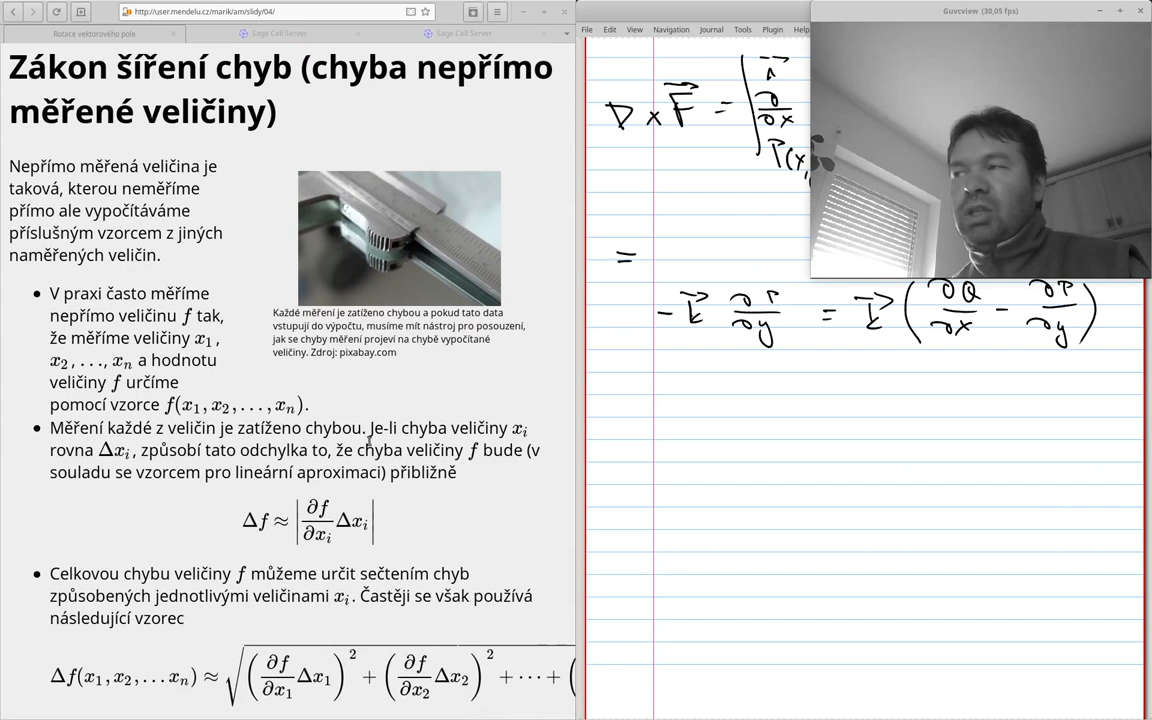 http://user.mendelu.cz/marik/am/slidy/04/
Rotace vektorového pole
Sage Cell Server
Sage Cell Server
Zákon šíření chyb (chyba nepřímo
měřené veličiny)
Nepřímo měřená veličina je
taková, kterou neměříme
přímo ale vypočítáváme
příslušným vzorcem z jiných
naměřených veličin.
Každé měření je zatíženo chybou a pokud tato data
vstupují do výpočtu, musíme mít nástroj pro posouzení,
jak se chyby měření projeví na chybě vypočítané
veličiny. Zdroj: pixabay.com
• V praxi často měříme
nepřímo veličinu f tak,
že měříme veličiny x₁,
x₂, ..., xₙ a hodnotu
veličiny f určíme
pomocí vzorce f(x₁, x₂, ..., xₙ).
• Měření každé z veličin je zatíženo chybou. Je-li chyba veličiny xᵢ
rovna Δxᵢ, způsobí tato odchylka to, že chyba veličiny f bude (v
souladu se vzorcem pro lineární aproximaci) přibližně
Δf ≈ |∂f/∂xᵢ Δxᵢ|
• Celkovou chybu veličiny f můžeme určit sečtením chyb
způsobených jednotlivými veličinami xᵢ. Častěji se však používá
následující vzorec
Δf(x₁, x₂, ... xₙ) ≈ √(∂f/∂x₁ Δx₁)² + (∂f/∂x₂ Δx₂)² + ··· + (
File Edit View Navigation Journal Tools Plugin Help
Guvcview (30,05 fps)
∇ × F⃗ =
∂/∂x
P(x,
=
- k⃗ ∂P/∂y = k⃗ (∂Q/∂x - ∂P/∂y)